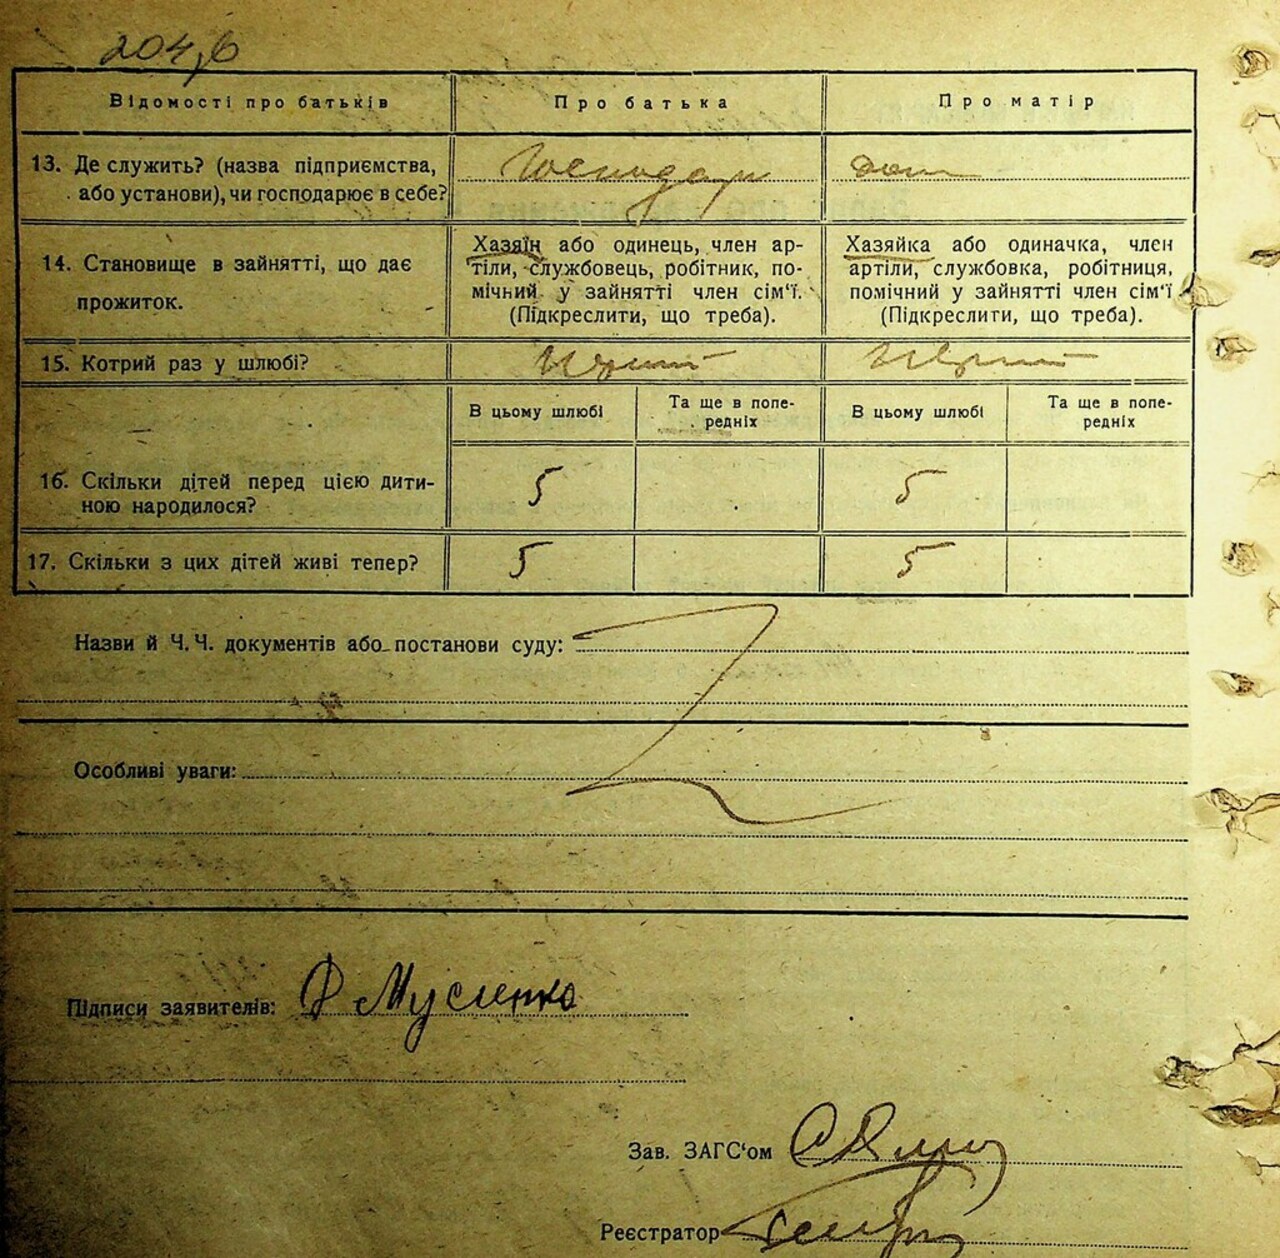 Відомості про батьків Про батька Про матір
13. Де служить? (назва підприємства, або установи), чи господарює в себе? Господарь дом
14. Становище в зайнятті, що дає прожиток.
Хазяїн або одинець, член ар-
тіли, службовець, робітник, по-
мічний у зайнятті член сім'ї.
(Підкреслити, що треба).
Хазяйка або одиначка, член
артіли, службовка, робітниця,
помічний у зайнятті член сім'ї
(Підкреслити, що треба).
15. Котрий раз у шлюбі?
В цьому шлюбі
Та ще в попе-
редніх
В цьому шлюбі
Та ще в попе-
редніх
16. Скільки дітей перед цією дити-
ною народилося? 5 5
17. Скільки з цих дітей живі тепер? 5 5
Назви й Ч.Ч. документів або постанови суду:
Особливі уваги:
Підписи заявителів: Мусіенко
Зав. ЗАГС'ом
Реєстратор